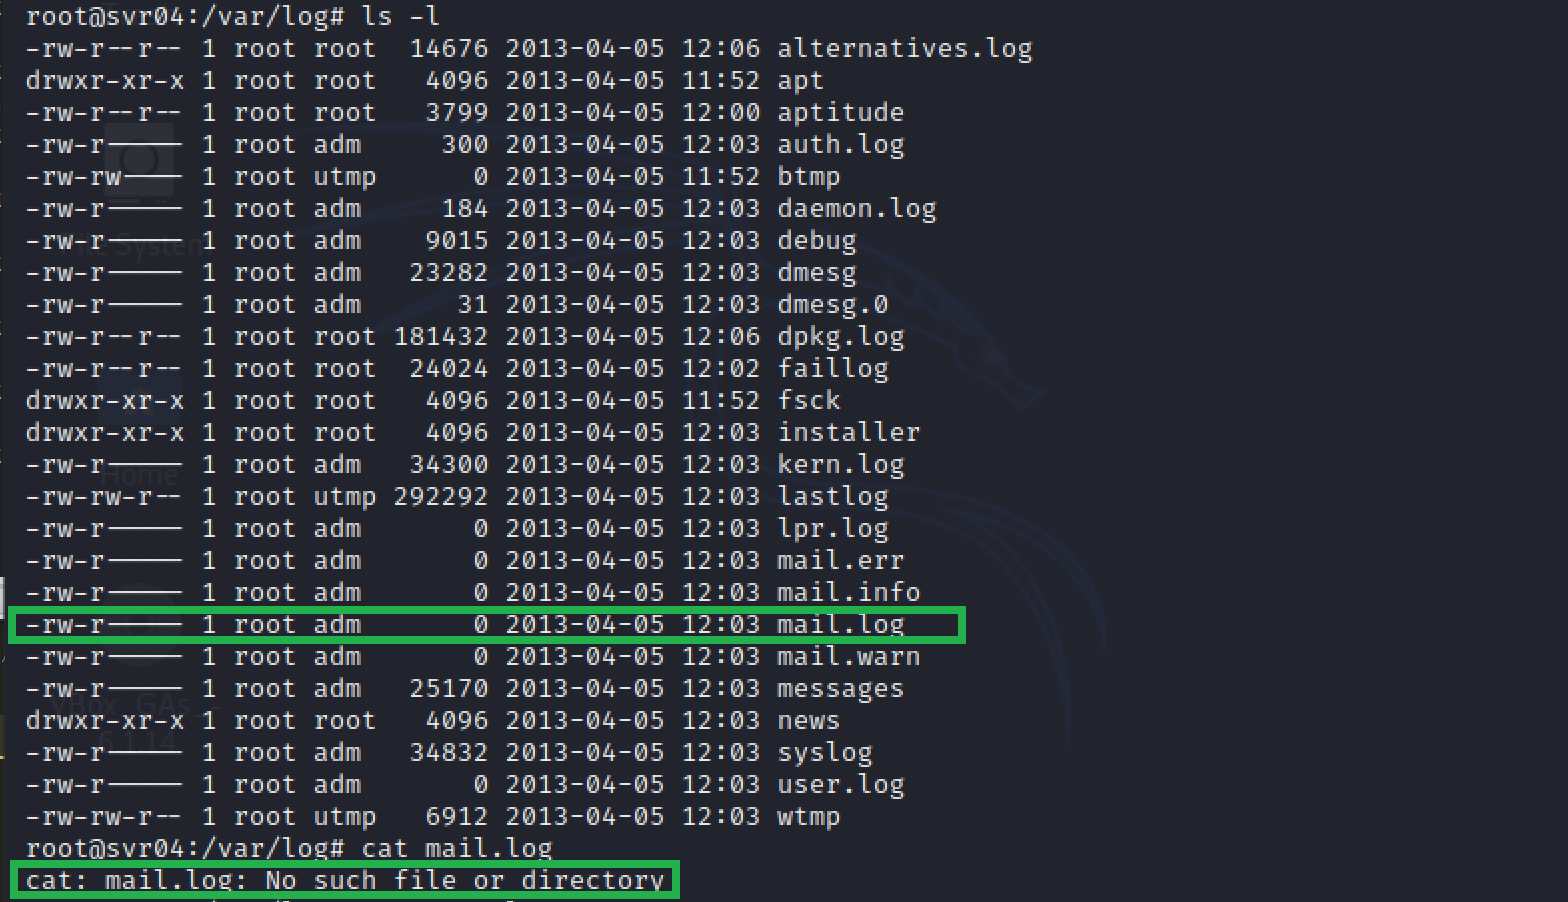 root@svr04:/var/log# ls -l
-rw-r--r-- 1 root root  14676 2013-04-05 12:06 alternatives.log
drwxr-xr-x 1 root root   4096 2013-04-05 11:52 apt
-rw-r--r-- 1 root root   3799 2013-04-05 12:00 aptitude
-rw-r----- 1 root adm     300 2013-04-05 12:03 auth.log
-rw-rw---- 1 root utmp      0 2013-04-05 11:52 btmp
-rw-r----- 1 root adm     184 2013-04-05 12:03 daemon.log
-rw-r----- 1 root adm    9015 2013-04-05 12:03 debug
-rw-r----- 1 root adm   23282 2013-04-05 12:03 dmesg
-rw-r----- 1 root adm      31 2013-04-05 12:03 dmesg.0
-rw-r--r-- 1 root root 181432 2013-04-05 12:06 dpkg.log
-rw-r--r-- 1 root root  24024 2013-04-05 12:02 faillog
drwxr-xr-x 1 root root   4096 2013-04-05 11:52 fsck
drwxr-xr-x 1 root root   4096 2013-04-05 12:03 installer
-rw-r----- 1 root adm   34300 2013-04-05 12:03 kern.log
-rw-rw-r-- 1 root utmp 292292 2013-04-05 12:03 lastlog
-rw-r----- 1 root adm       0 2013-04-05 12:03 lpr.log
-rw-r----- 1 root adm       0 2013-04-05 12:03 mail.err
-rw-r----- 1 root adm       0 2013-04-05 12:03 mail.info
-rw-r----- 1 root adm       0 2013-04-05 12:03 mail.log
-rw-r----- 1 root adm       0 2013-04-05 12:03 mail.warn
-rw-r----- 1 root adm   25170 2013-04-05 12:03 messages
drwxr-xr-x 1 root root   4096 2013-04-05 12:03 news
-rw-r----- 1 root adm   34832 2013-04-05 12:03 syslog
-rw-r----- 1 root adm       0 2013-04-05 12:03 user.log
-rw-rw-r-- 1 root utmp   6912 2013-04-05 12:03 wtmp
root@svr04:/var/log# cat mail.log
cat: mail.log: No such file or directory
File System
Home
VBox_GAs_-
6.1.14